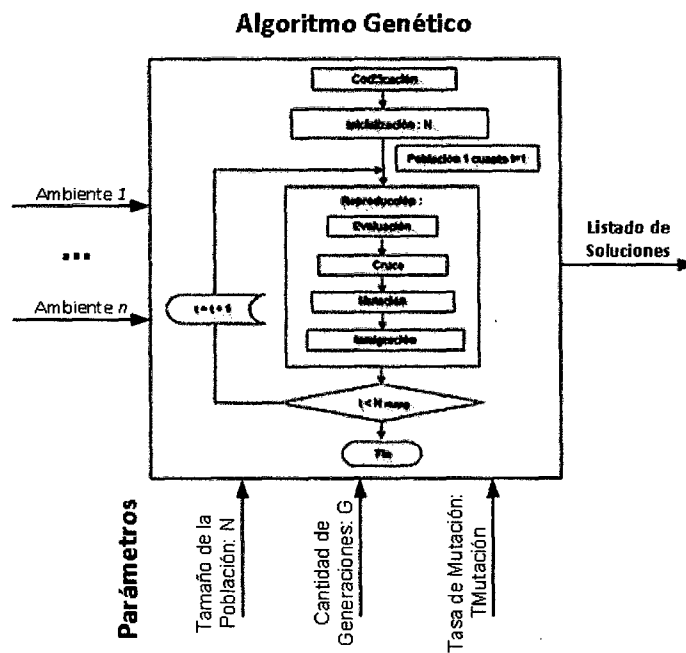 Algoritmo Genético
Codificación
Inicialización : N
Población 1 cuando t=1
Ambiente 1
Reproducción :
Evaluación
Listado de
Soluciones
...
Cruce
Ambiente n
t = t + 1
Mutación
Inmigración
t < N
Fin
Parámetros
Tamaño de la
Población: N
Cantidad de
Generaciones: G
Tasa de Mutación:
TMutación